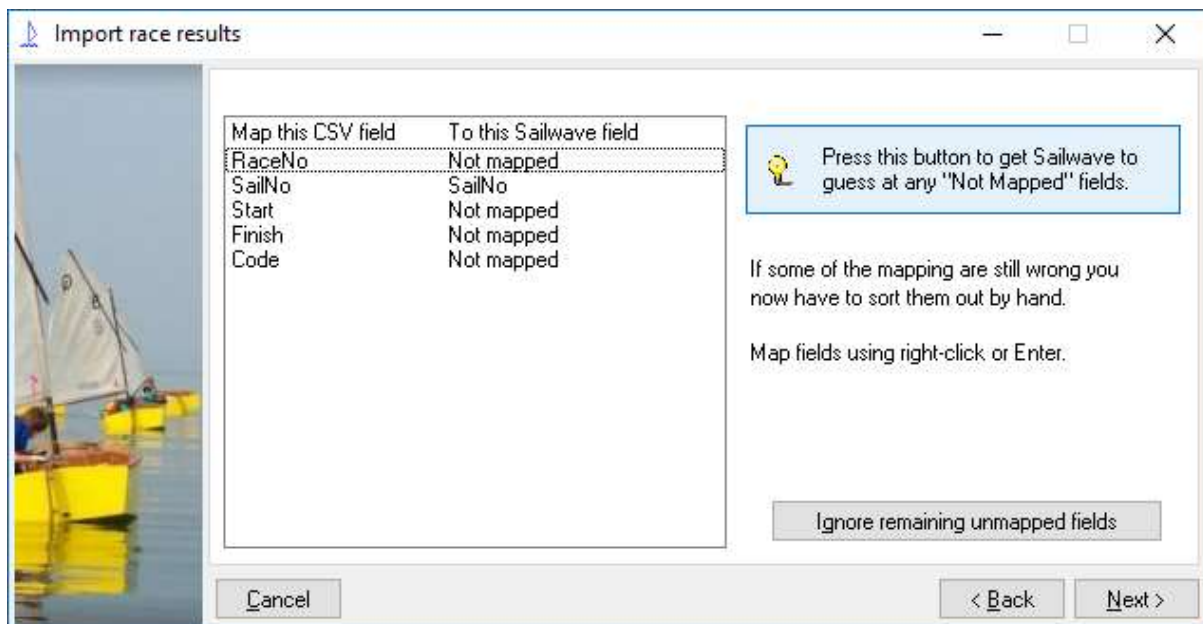 Import race results
Map this CSV field To this Sailwave field
RaceNo Not mapped
SailNo SailNo
Start Not mapped
Finish Not mapped
Code Not mapped
Press this button to get Sailwave to
guess at any "Not Mapped" fields.
If some of the mapping are still wrong you
now have to sort them out by hand.
Map fields using right-click or Enter.
Ignore remaining unmapped fields
Cancel
< Back
Next >